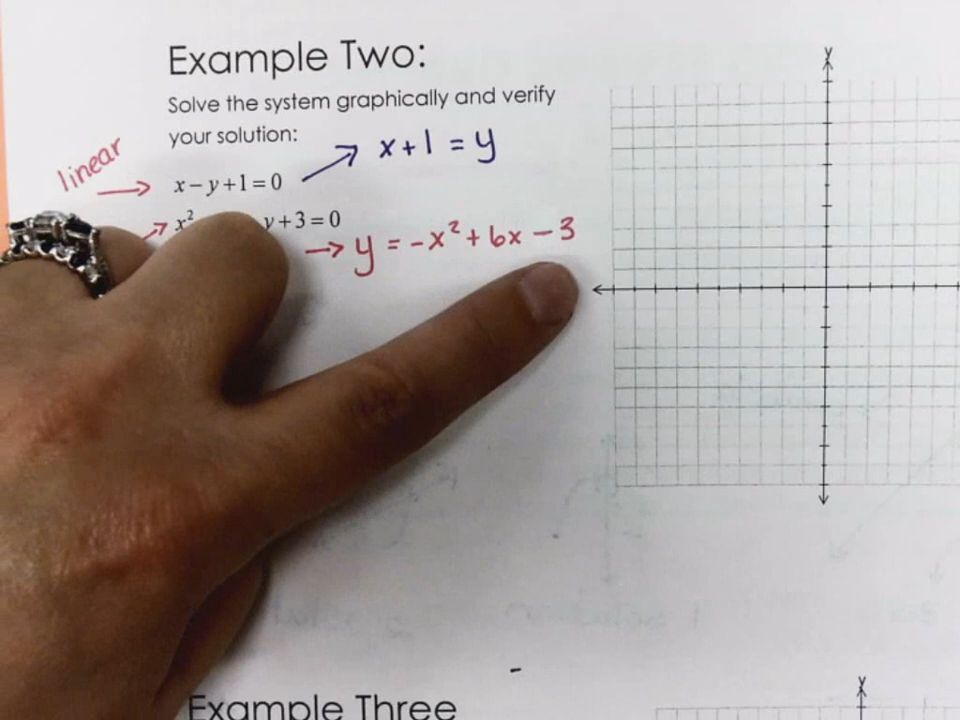 Example Two:
Solve the system graphically and verify
your solution:
x+1 = y
linear
x − y + 1 = 0
x² y + 3 = 0
y = -x² + 6x - 3
Example Three
y
y